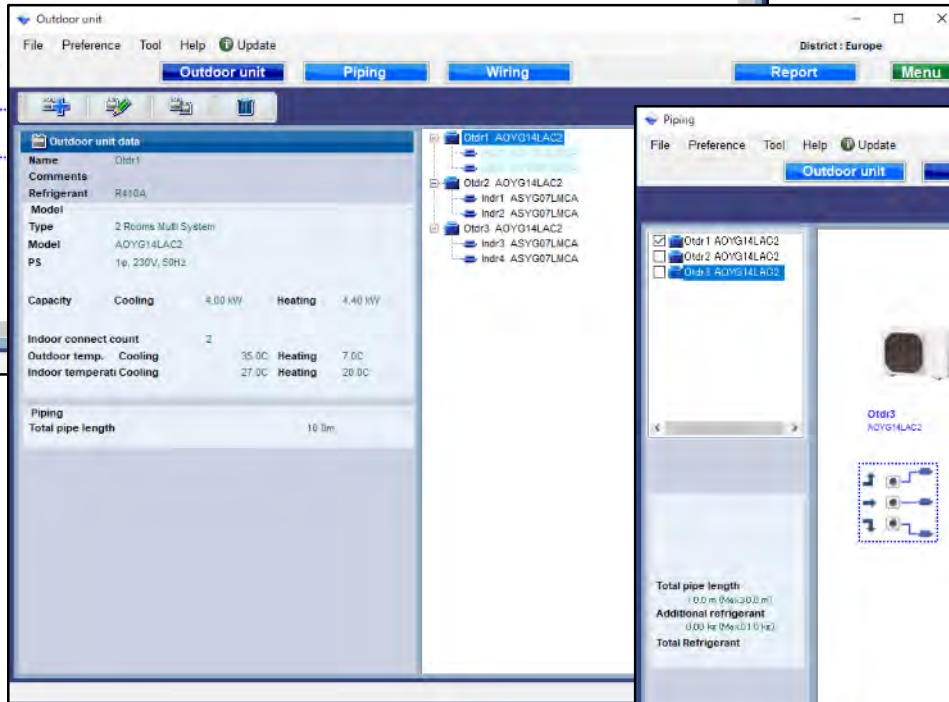 Outdoor unit
File Preference Tool Help Update
District : Europe
Outdoor unit Piping Wiring Report Menu
Outdoor unit data
Name Otdr1
Comments
Refrigerant R410A
Model
Type 2 Rooms Multi System
Model AOYG14LAC2
PS 1φ, 230V, 50Hz
Capacity Cooling 4.00 kW Heating 4.40 kW
Indoor connect count 2
Outdoor temp. Cooling 35.0C Heating 7.0C
Indoor temperati Cooling 27.0C Heating 20.0C
Piping
Total pipe length 10.0m
Otdr1 AOYG14LAC2
Otdr2 AOYG14LAC2
Indr1 ASYG07LMCA
Indr2 ASYG07LMCA
Otdr3 AOYG14LAC2
Indr3 ASYG07LMCA
Indr4 ASYG07LMCA
Piping
File Preference Tool Help Update
Outdoor unit
Otdr1 AOYG14LAC2
Otdr2 AOYG14LAC2
Otdr3 AOYG14LAC2
Otdr3
AOYG14LAC2
Total pipe length
Additional refrigerant
Total Refrigerant